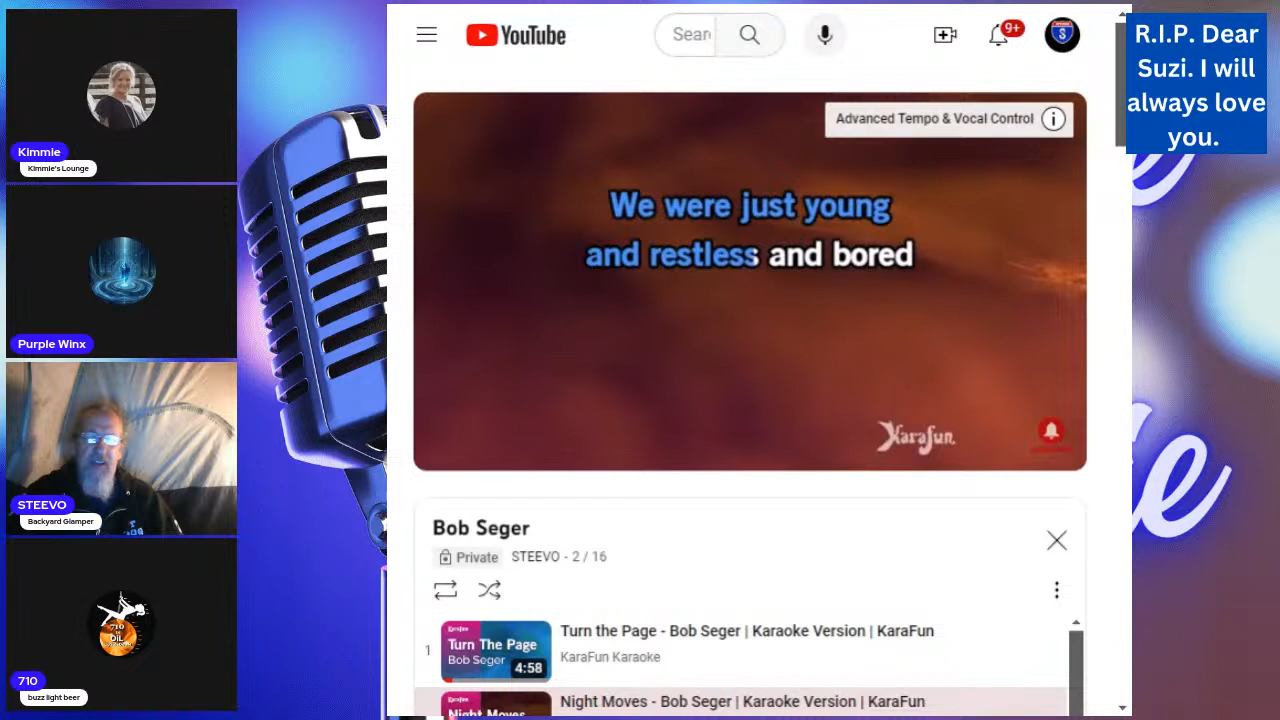 Kimmie
Kimmie's Lounge
Purple Winx
STEEVO
Backyard Glamper
710
buzz light beer
YouTube
Sear
9+
R.I.P. Dear
Suzi. I will
always love
you.
Advanced Tempo & Vocal Control
We were just young
and restless and bored
Karafun
Bob Seger
Private STEEVO - 2 / 16
1
Turn The Page
Bob Seger
4:58
Turn the Page - Bob Seger | Karaoke Version | KaraFun
KaraFun Karaoke
Night Moves
Night Moves - Bob Seger | Karaoke Version | KaraFun